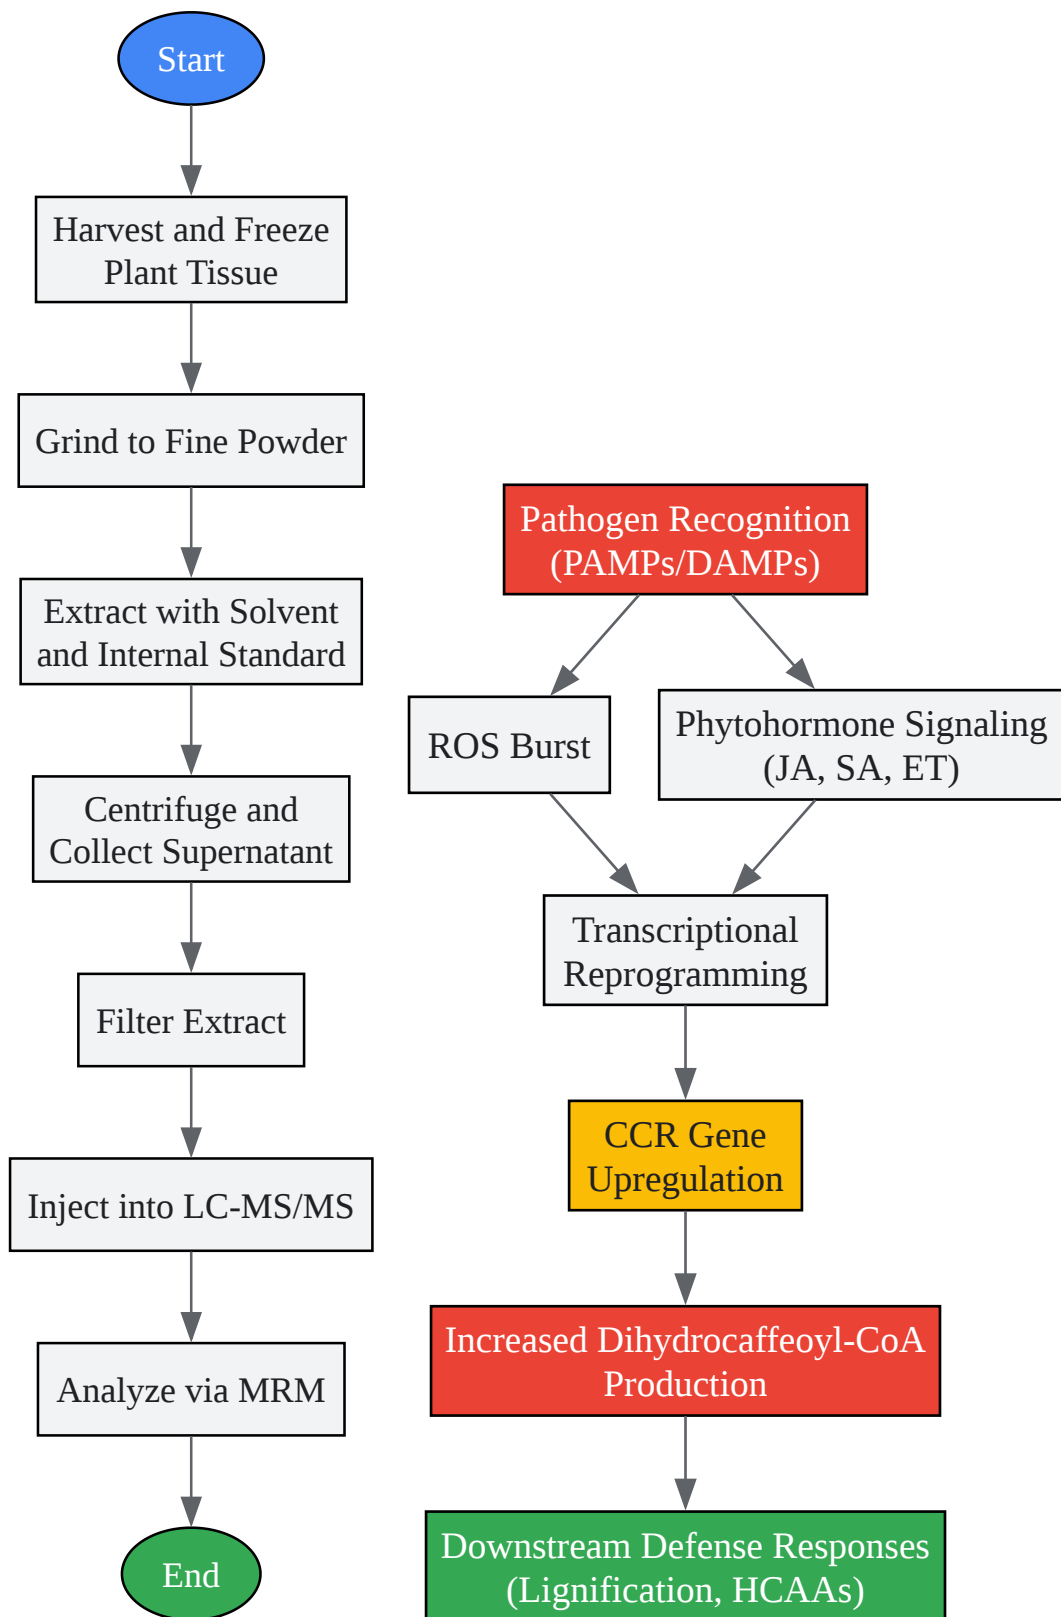 Start
Harvest and Freeze
Plant Tissue
Grind to Fine Powder
Extract with Solvent
and Internal Standard
Centrifuge and
Collect Supernatant
Filter Extract
Inject into LC-MS/MS
Analyze via MRM
End
Pathogen Recognition
(PAMPs/DAMPs)
ROS Burst
Phytohormone Signaling
(JA, SA, ET)
Transcriptional
Reprogramming
CCR Gene
Upregulation
Increased Dihydrocaffeoyl-CoA
Production
Downstream Defense Responses
(Lignification, HCAAs)